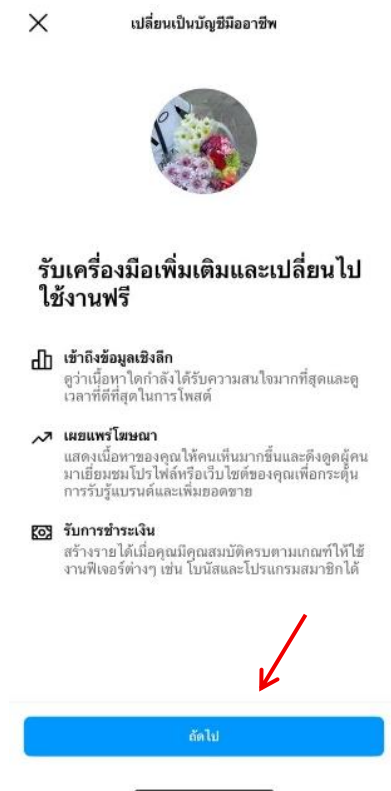 เปลี่ยนเป็นบัญชีมืออาชีพ
รับเครื่องมือเพิ่มเติมและเปลี่ยนไป
ใช้งานฟรี
เข้าถึงข้อมูลเชิงลึก
ดูว่าเนื้อหาใดกำลังได้รับความสนใจมากที่สุดและดู
เวลาที่ดีที่สุดในการโพสต์
เผยแพร่โฆษณา
แสดงเนื้อหาของคุณให้คนเห็นมากขึ้นและดึงดูดผู้คน
มาเยี่ยมชมโปรไฟล์หรือเว็บไซต์ของคุณเพื่อกระตุ้น
การรับรู้แบรนด์และเพิ่มยอดขาย
รับการชำระเงิน
สร้างรายได้เมื่อคุณมีคุณสมบัติครบตามเกณฑ์ให้ใช้
งานฟีเจอร์ต่างๆ เช่น โบนัสและโปรแกรมสมาชิกได้
ถัดไป